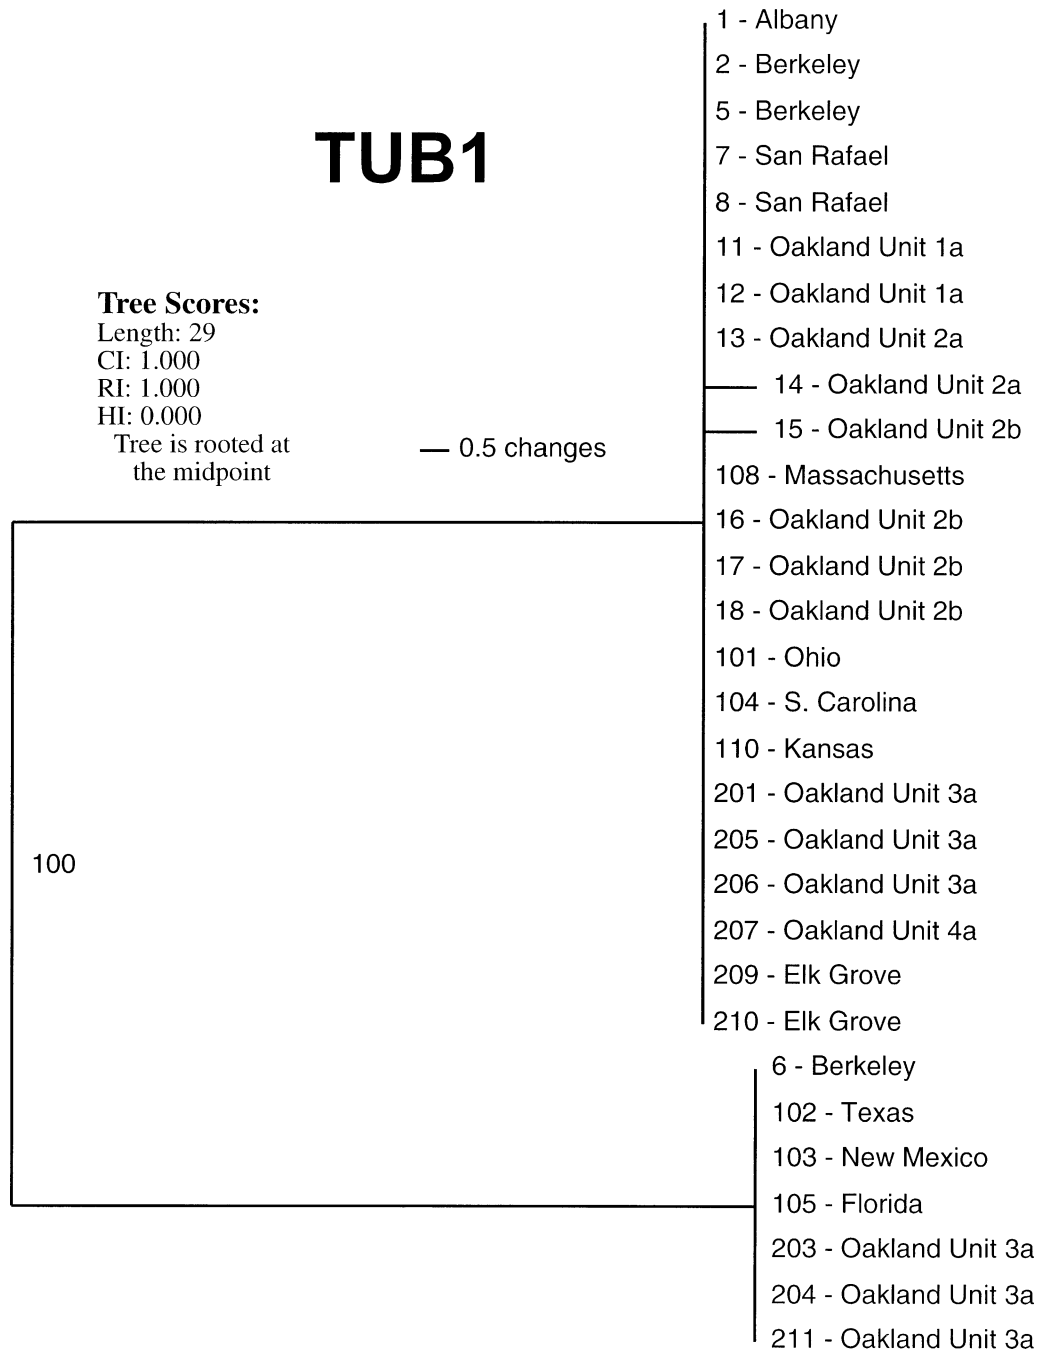 TUB1
Tree Scores:
Length: 29
CI: 1.000
RI: 1.000
HI: 0.000
Tree is rooted at
the midpoint
0.5 changes
100
1 - Albany
2 - Berkeley
5 - Berkeley
7 - San Rafael
8 - San Rafael
11 - Oakland Unit 1a
12 - Oakland Unit 1a
13 - Oakland Unit 2a
14 - Oakland Unit 2a
15 - Oakland Unit 2b
108 - Massachusetts
16 - Oakland Unit 2b
17 - Oakland Unit 2b
18 - Oakland Unit 2b
101 - Ohio
104 - S. Carolina
110 - Kansas
201 - Oakland Unit 3a
205 - Oakland Unit 3a
206 - Oakland Unit 3a
207 - Oakland Unit 4a
209 - Elk Grove
210 - Elk Grove
6 - Berkeley
102 - Texas
103 - New Mexico
105 - Florida
203 - Oakland Unit 3a
204 - Oakland Unit 3a
211 - Oakland Unit 3a